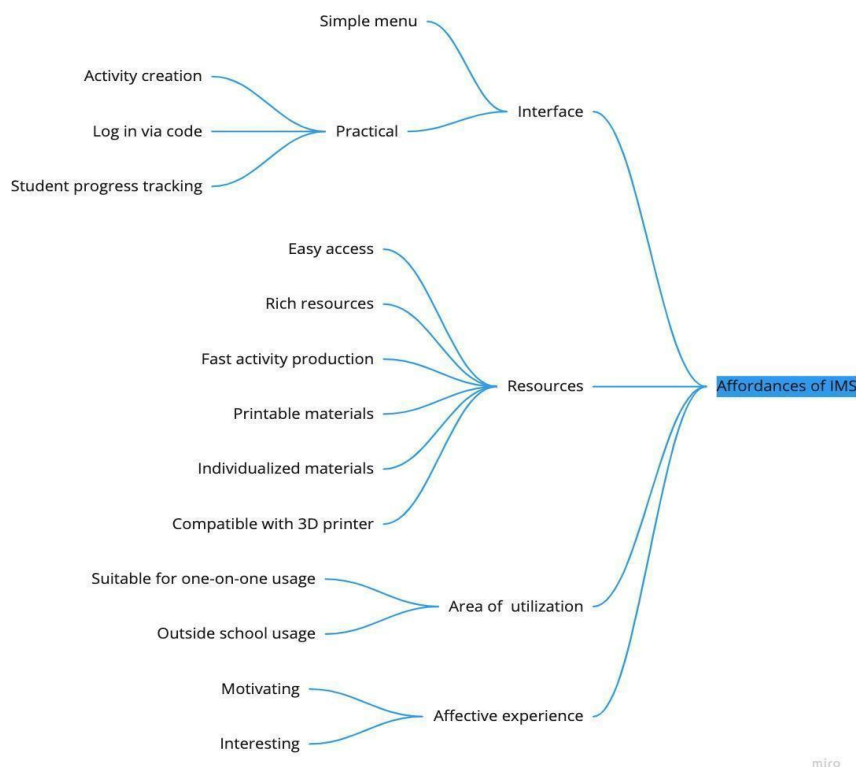 Simple menu
Activity creation
Interface
Log in via code
Practical
Student progress tracking
Easy access
Rich resources
Fast activity production
Resources
Affordances of IMS
Printable materials
Individualized materials
Compatible with 3D printer
Suitable for one-on-one usage
Area of utilization
Outside school usage
Motivating
Affective experience
Interesting
miro